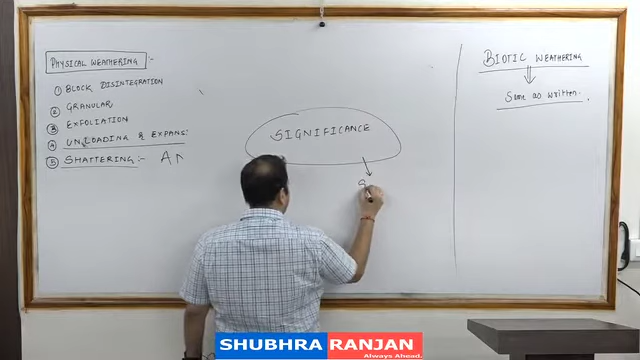 PHYSICAL WEATHERING
① BLOCK DISINTEGRATION
② GRANULAR
③ EXFOLIATION
④ UNLOADING & EXPANS:
⑤ SHATTERING:-
SIGNIFICANCE
BIOTIC WEATHERING
Same as written.
SHUBHRA RANJAN
Always Ahead.